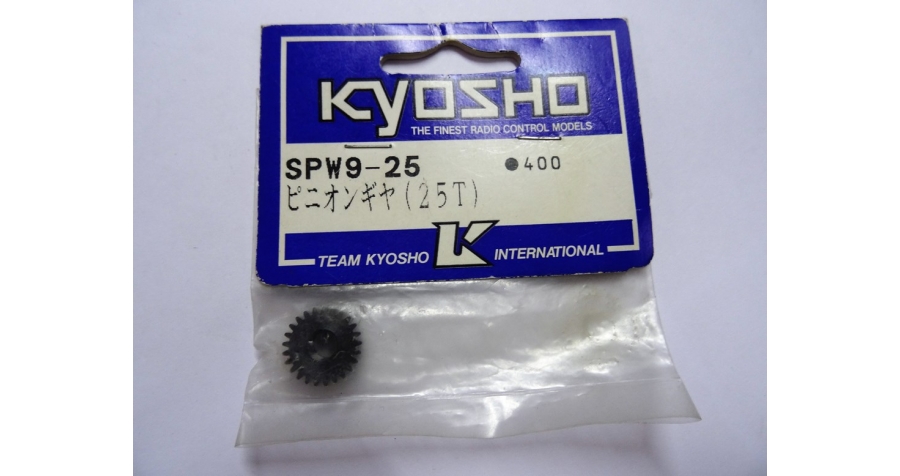 KYOSHO
THE FINEST RADIO CONTROL MODELS
SPW9-25 ●400
ピニオンギヤ(25T)
TEAM KYOSHO K INTERNATIONAL